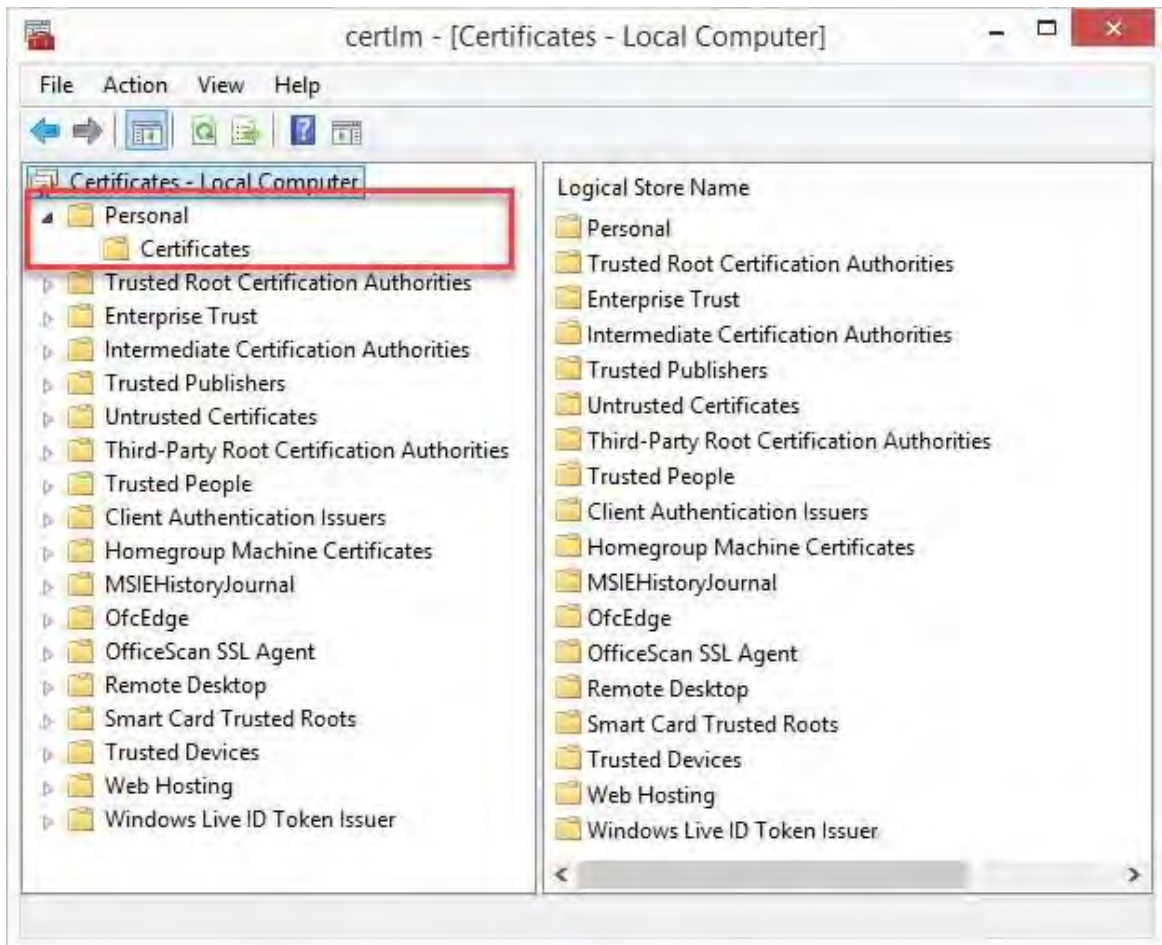 certlm - [Certificates - Local Computer]
File Action View Help
Certificates - Local Computer
Personal
Certificates
Trusted Root Certification Authorities
Enterprise Trust
Intermediate Certification Authorities
Trusted Publishers
Untrusted Certificates
Third-Party Root Certification Authorities
Trusted People
Client Authentication Issuers
Homegroup Machine Certificates
MSIEHistoryJournal
OfcEdge
OfficeScan SSL Agent
Remote Desktop
Smart Card Trusted Roots
Trusted Devices
Web Hosting
Windows Live ID Token Issuer
Logical Store Name
Personal
Trusted Root Certification Authorities
Enterprise Trust
Intermediate Certification Authorities
Trusted Publishers
Untrusted Certificates
Third-Party Root Certification Authorities
Trusted People
Client Authentication Issuers
Homegroup Machine Certificates
MSIEHistoryJournal
OfcEdge
OfficeScan SSL Agent
Remote Desktop
Smart Card Trusted Roots
Trusted Devices
Web Hosting
Windows Live ID Token Issuer